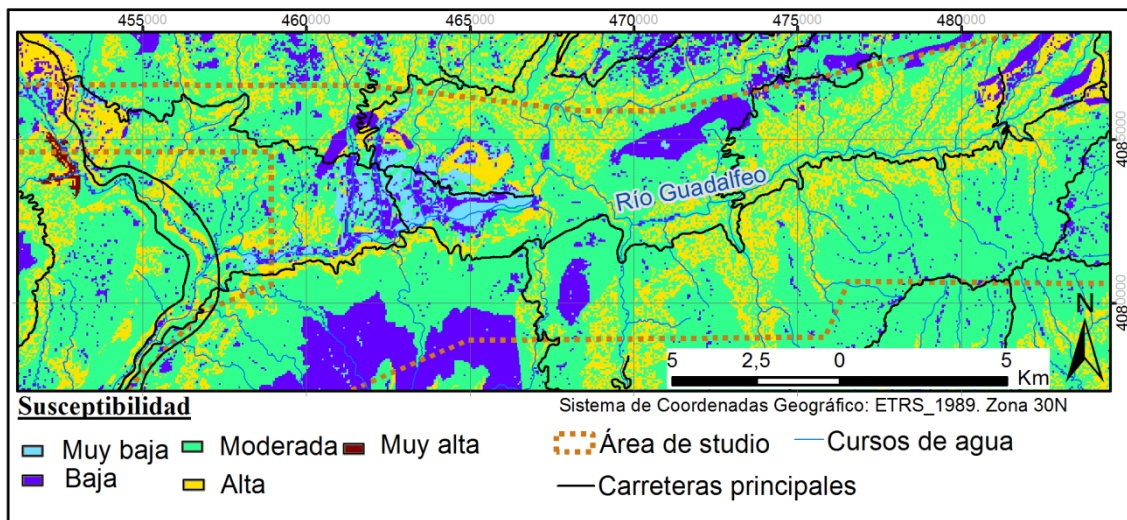 455000 460000 465000 470000 475000 480000
4085000
4080000
Río Guadalfeo
N
5 2,5 0 5
Km
Susceptibilidad
Sistema de Coordenadas Geográfico: ETRS_1989. Zona 30N
Muy baja Moderada Muy alta Área de studio Cursos de agua
Baja Alta Carreteras principales